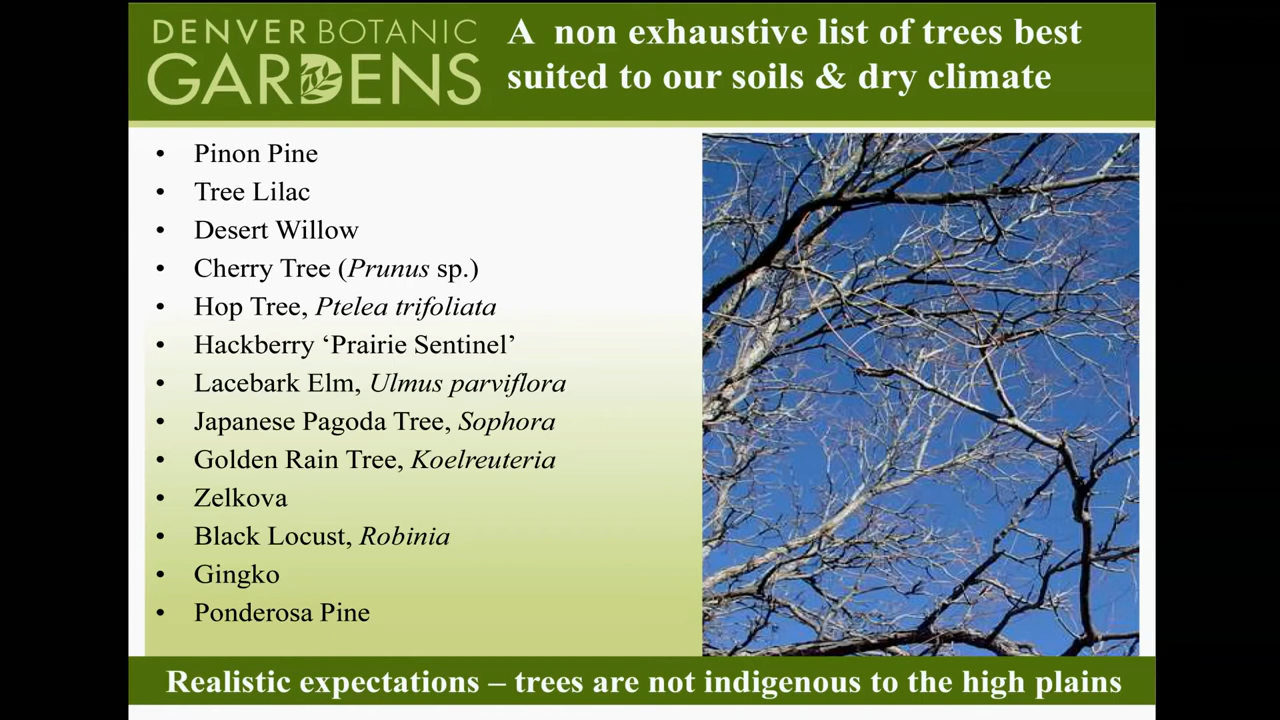 DENVER BOTANIC
GARDENS
A non exhaustive list of trees best
suited to our soils & dry climate
• Pinon Pine
• Tree Lilac
• Desert Willow
• Cherry Tree (Prunus sp.)
• Hop Tree, Ptelea trifoliata
• Hackberry ‘Prairie Sentinel’
• Lacebark Elm, Ulmus parviflora
• Japanese Pagoda Tree, Sophora
• Golden Rain Tree, Koelreuteria
• Zelkova
• Black Locust, Robinia
• Gingko
• Ponderosa Pine
Realistic expectations – trees are not indigenous to the high plains